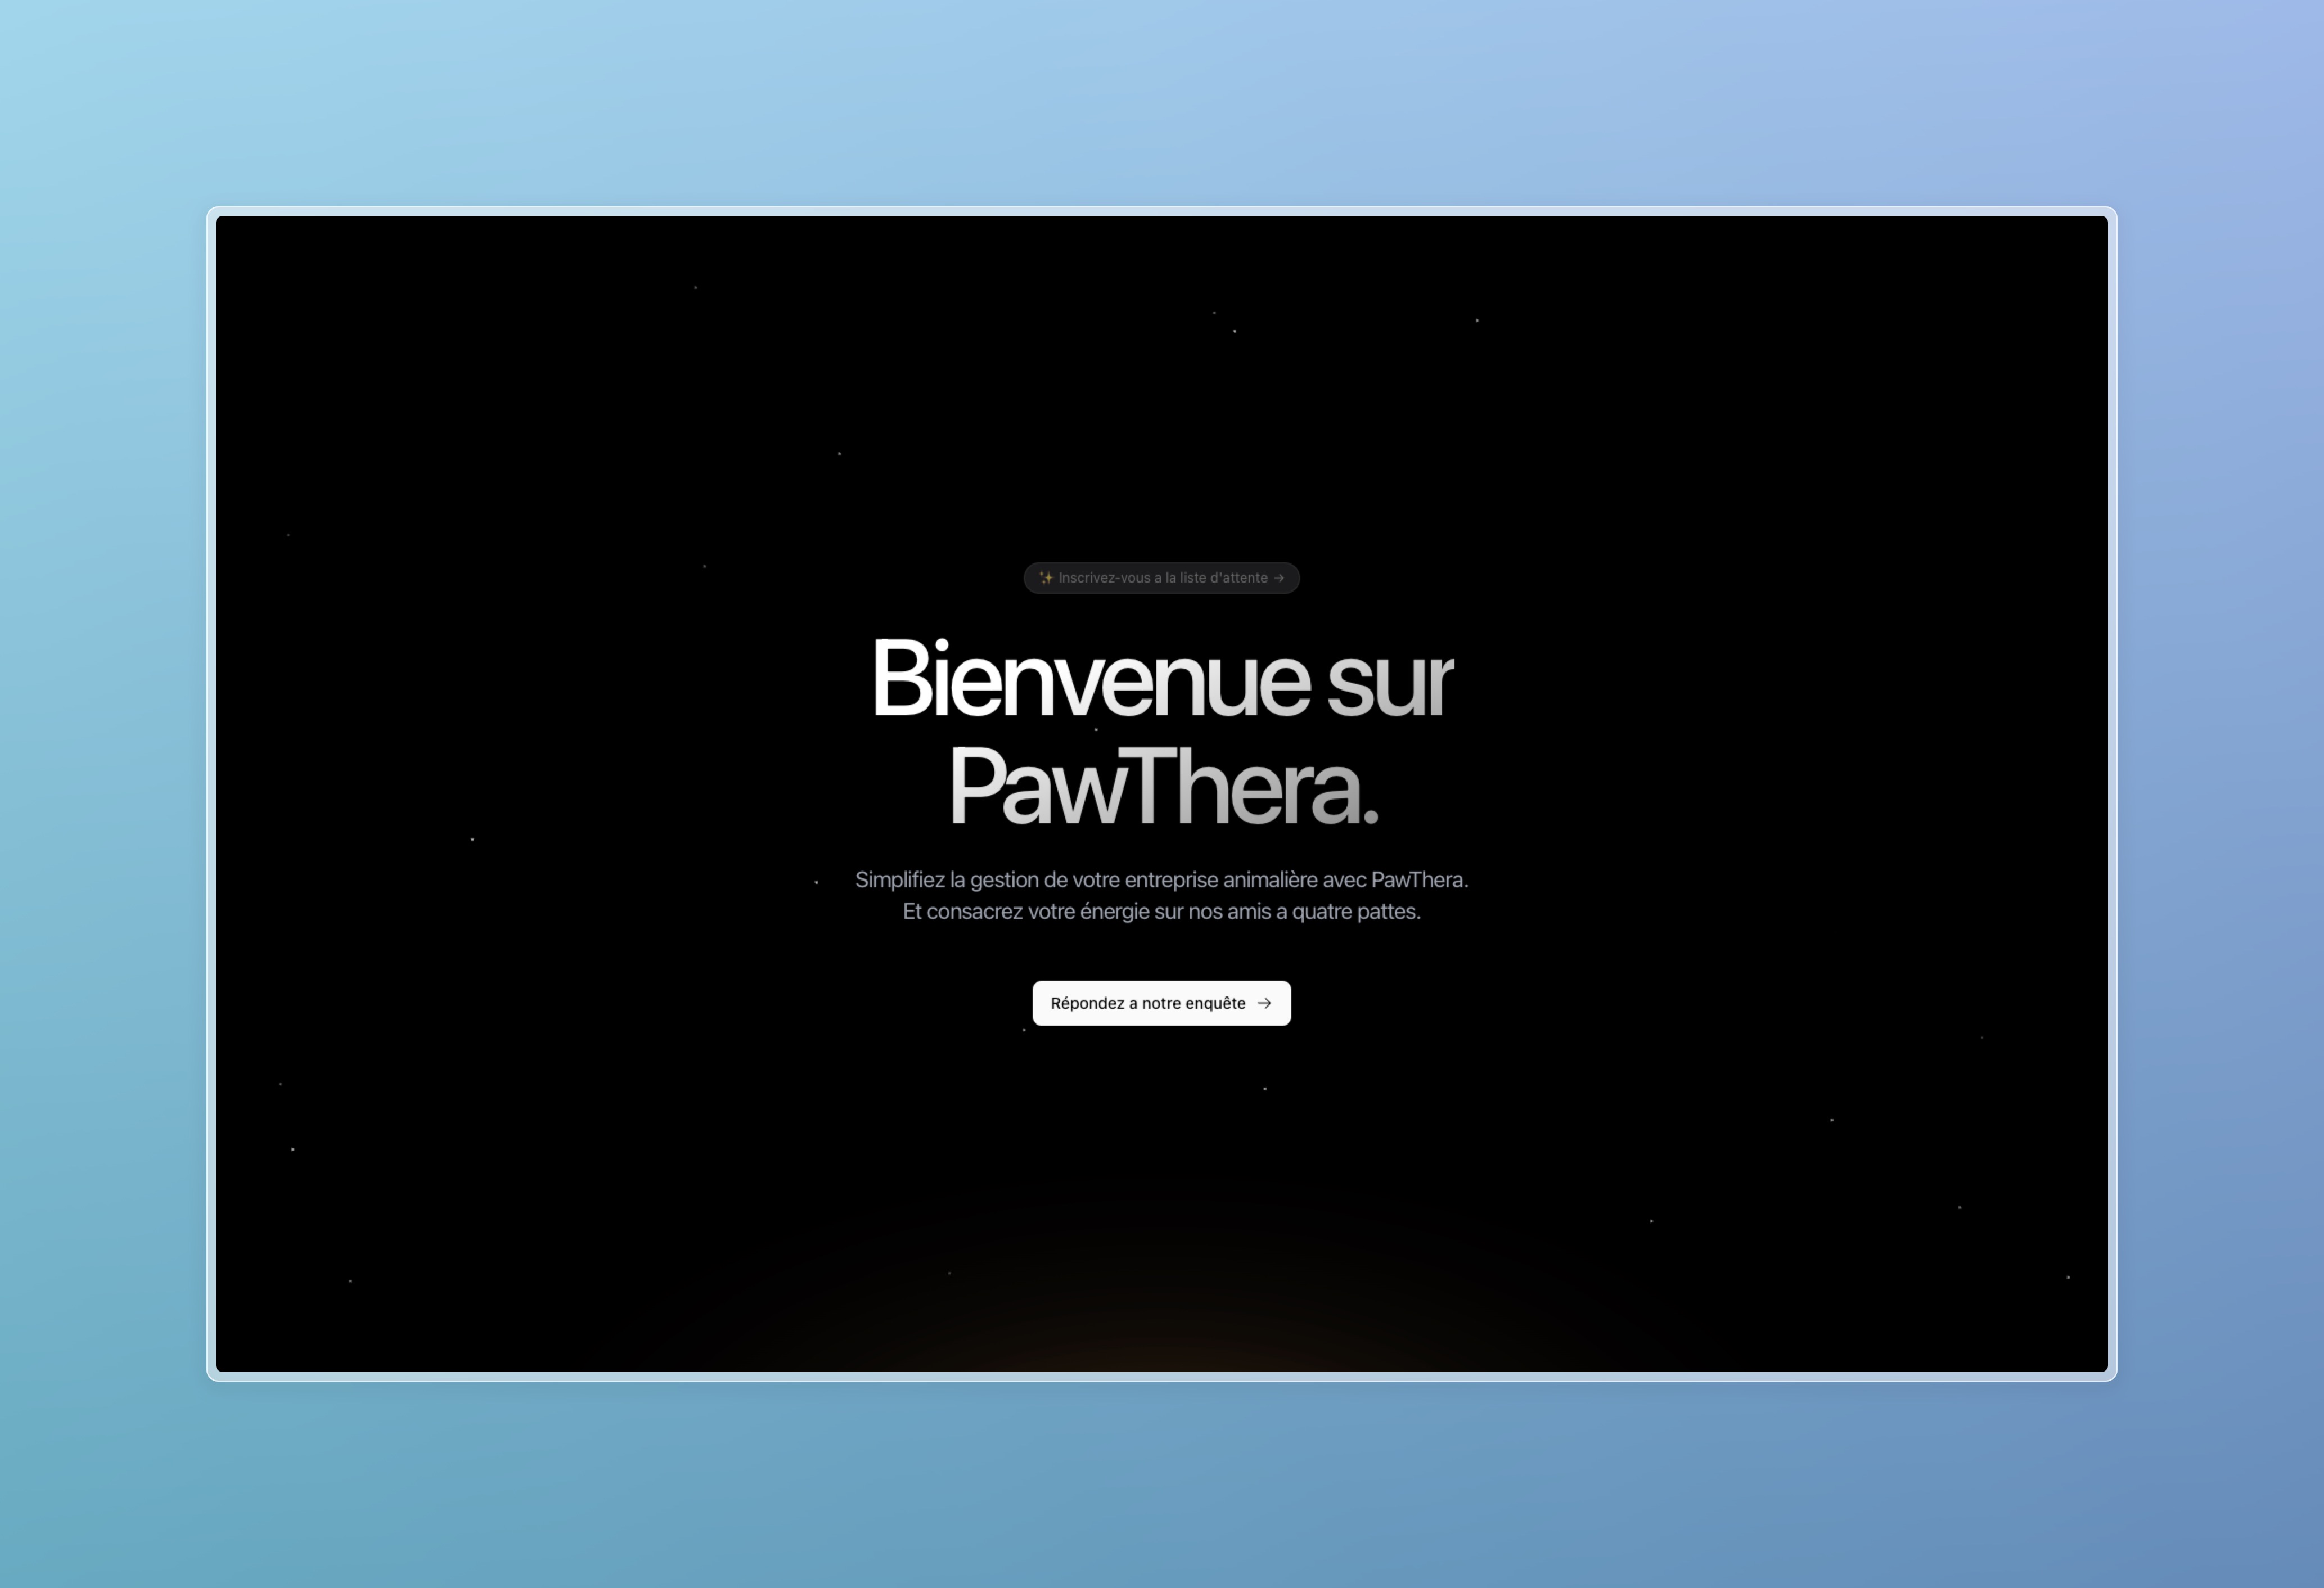 ✨ Inscrivez-vous a la liste d'attente →
Bienvenue sur
PawThera.
Simplifiez la gestion de votre entreprise animalière avec PawThera.
Et consacrez votre énergie sur nos amis a quatre pattes.
Répondez a notre enquête →